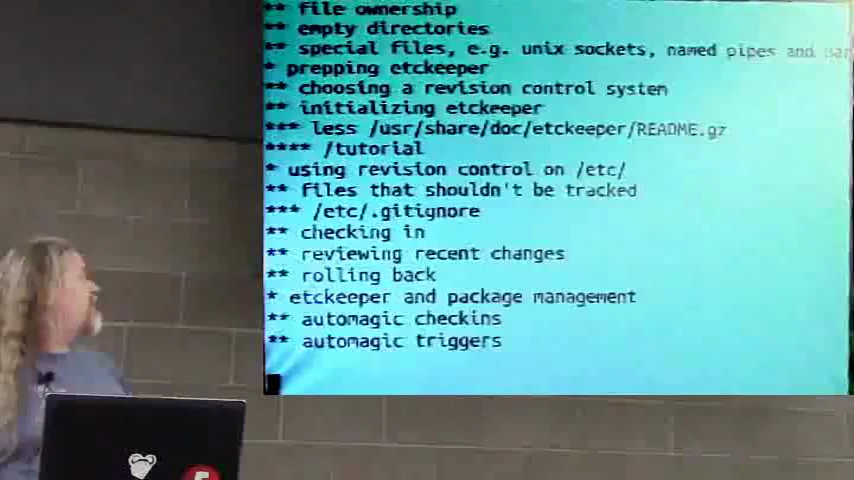 ** file ownership
** empty directories
** special files, e.g. unix sockets, named pipes and
* prepping etckeeper
** choosing a revision control system
** initializing etckeeper
*** less /usr/share/doc/etckeeper/README.gz
**** /tutorial
* using revision control on /etc/
** files that shouldn't be tracked
*** /etc/.gitignore
** checking in
** reviewing recent changes
** rolling back
* etckeeper and package management
** automagic checkins
** automagic triggers